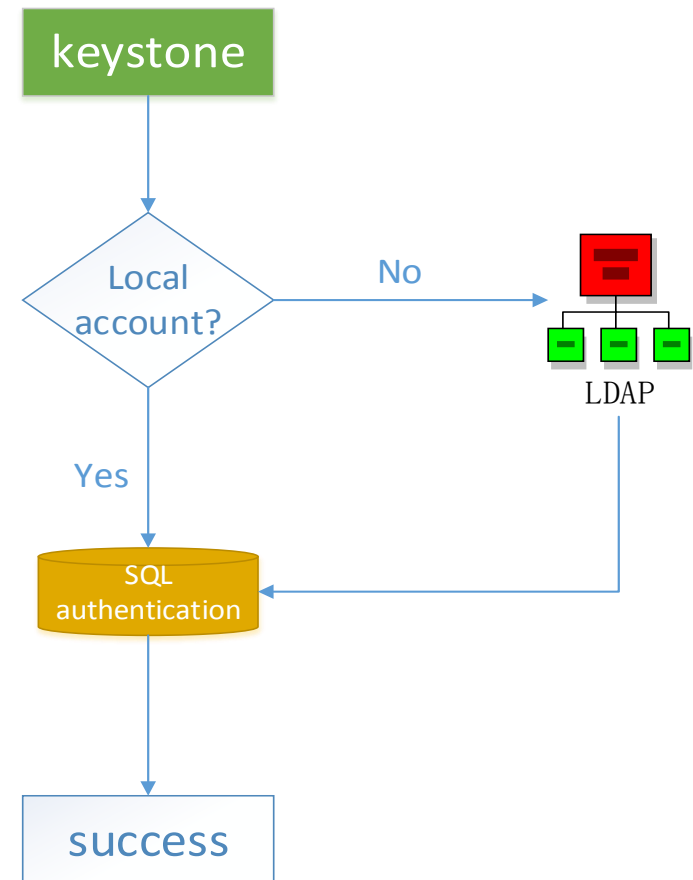 keystone
Local
account?
No
LDAP
Yes
SQL
authentication
success